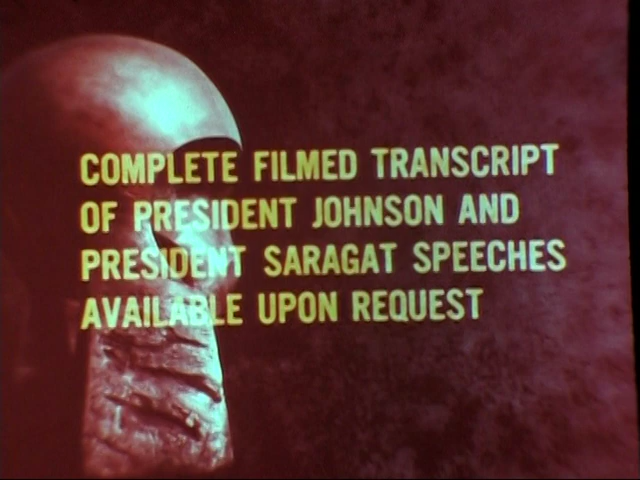 COMPLETE FILMED TRANSCRIPT
OF PRESIDENT JOHNSON AND
PRESIDENT SARAGAT SPEECHES
AVAILABLE UPON REQUEST